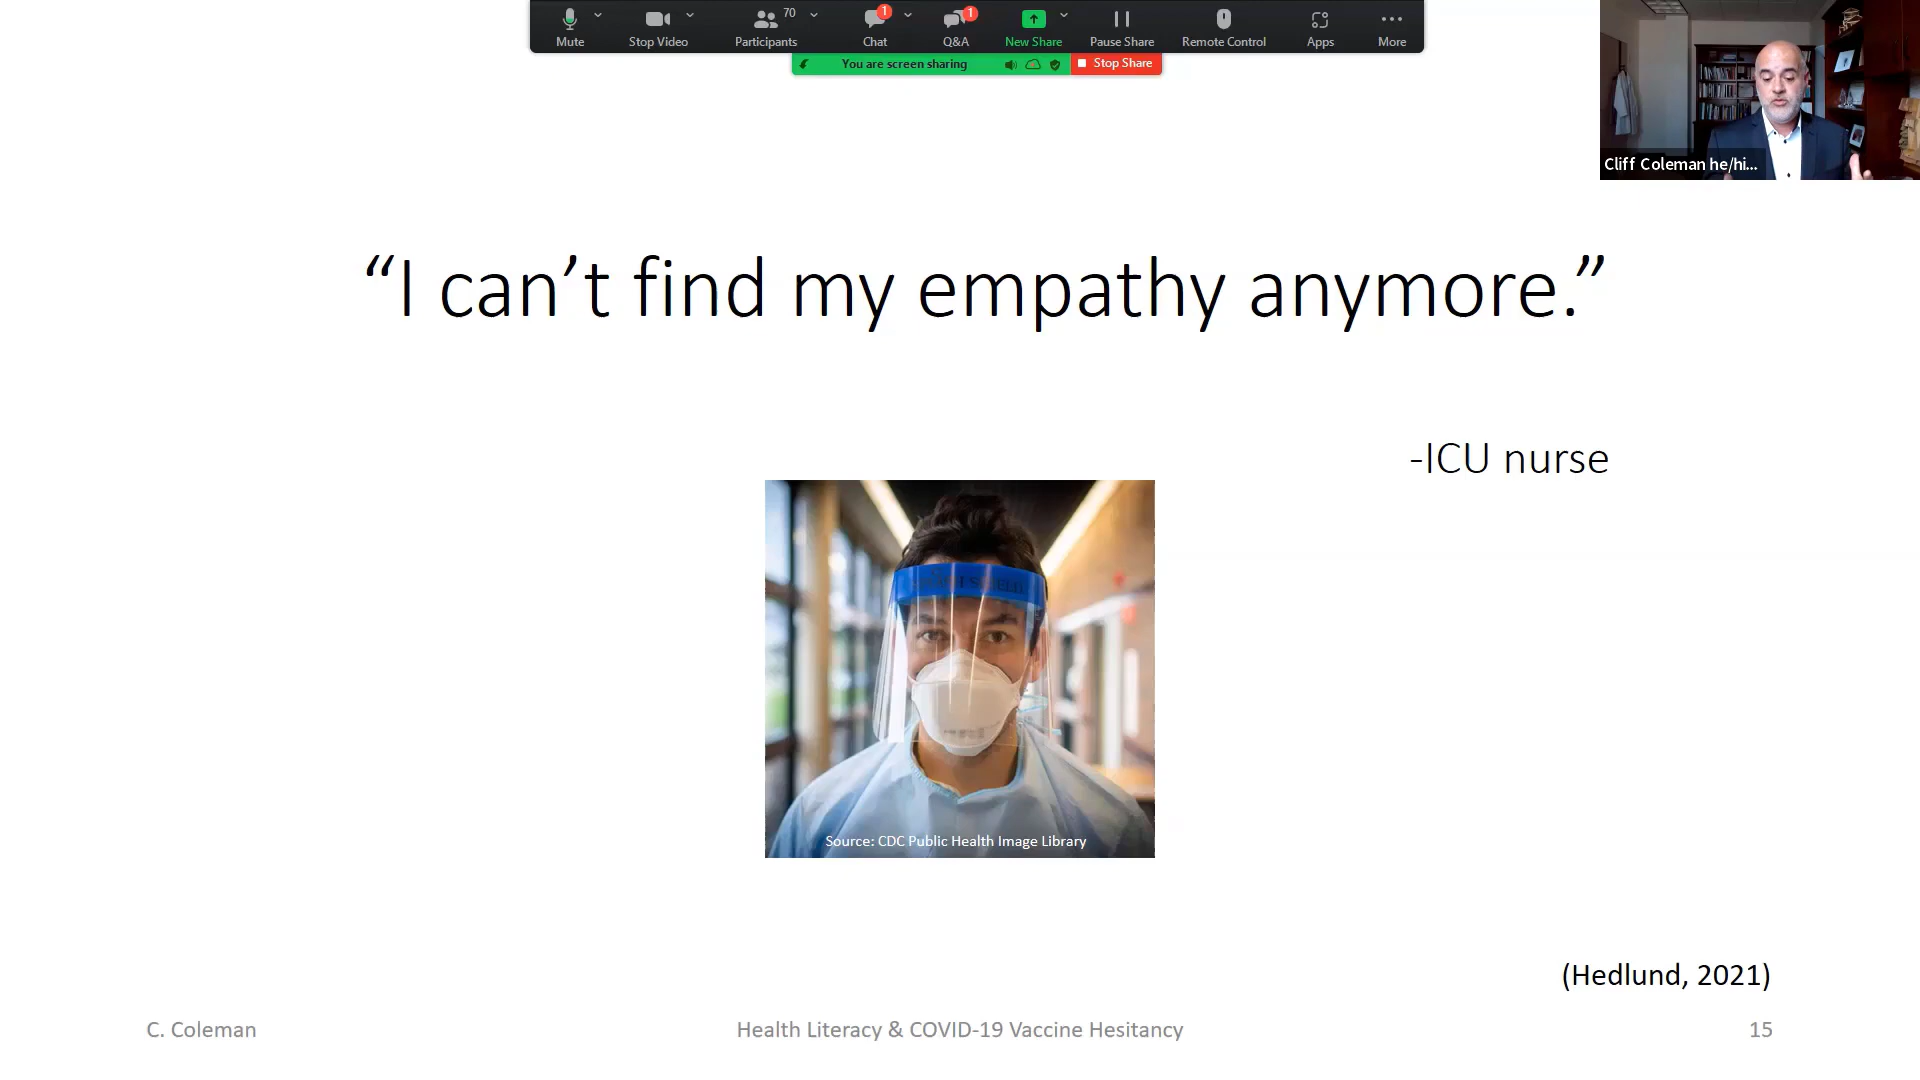 70
1
1
Mute
Stop Video
Participants
Chat
Q&A
New Share
Pause Share
Remote Control
Apps
More
You are screen sharing
Stop Share
Cliff Coleman he/hi...
“I can’t find my empathy anymore.”
-ICU nurse
Source: CDC Public Health Image Library
(Hedlund, 2021)
C. Coleman
Health Literacy & COVID-19 Vaccine Hesitancy
15